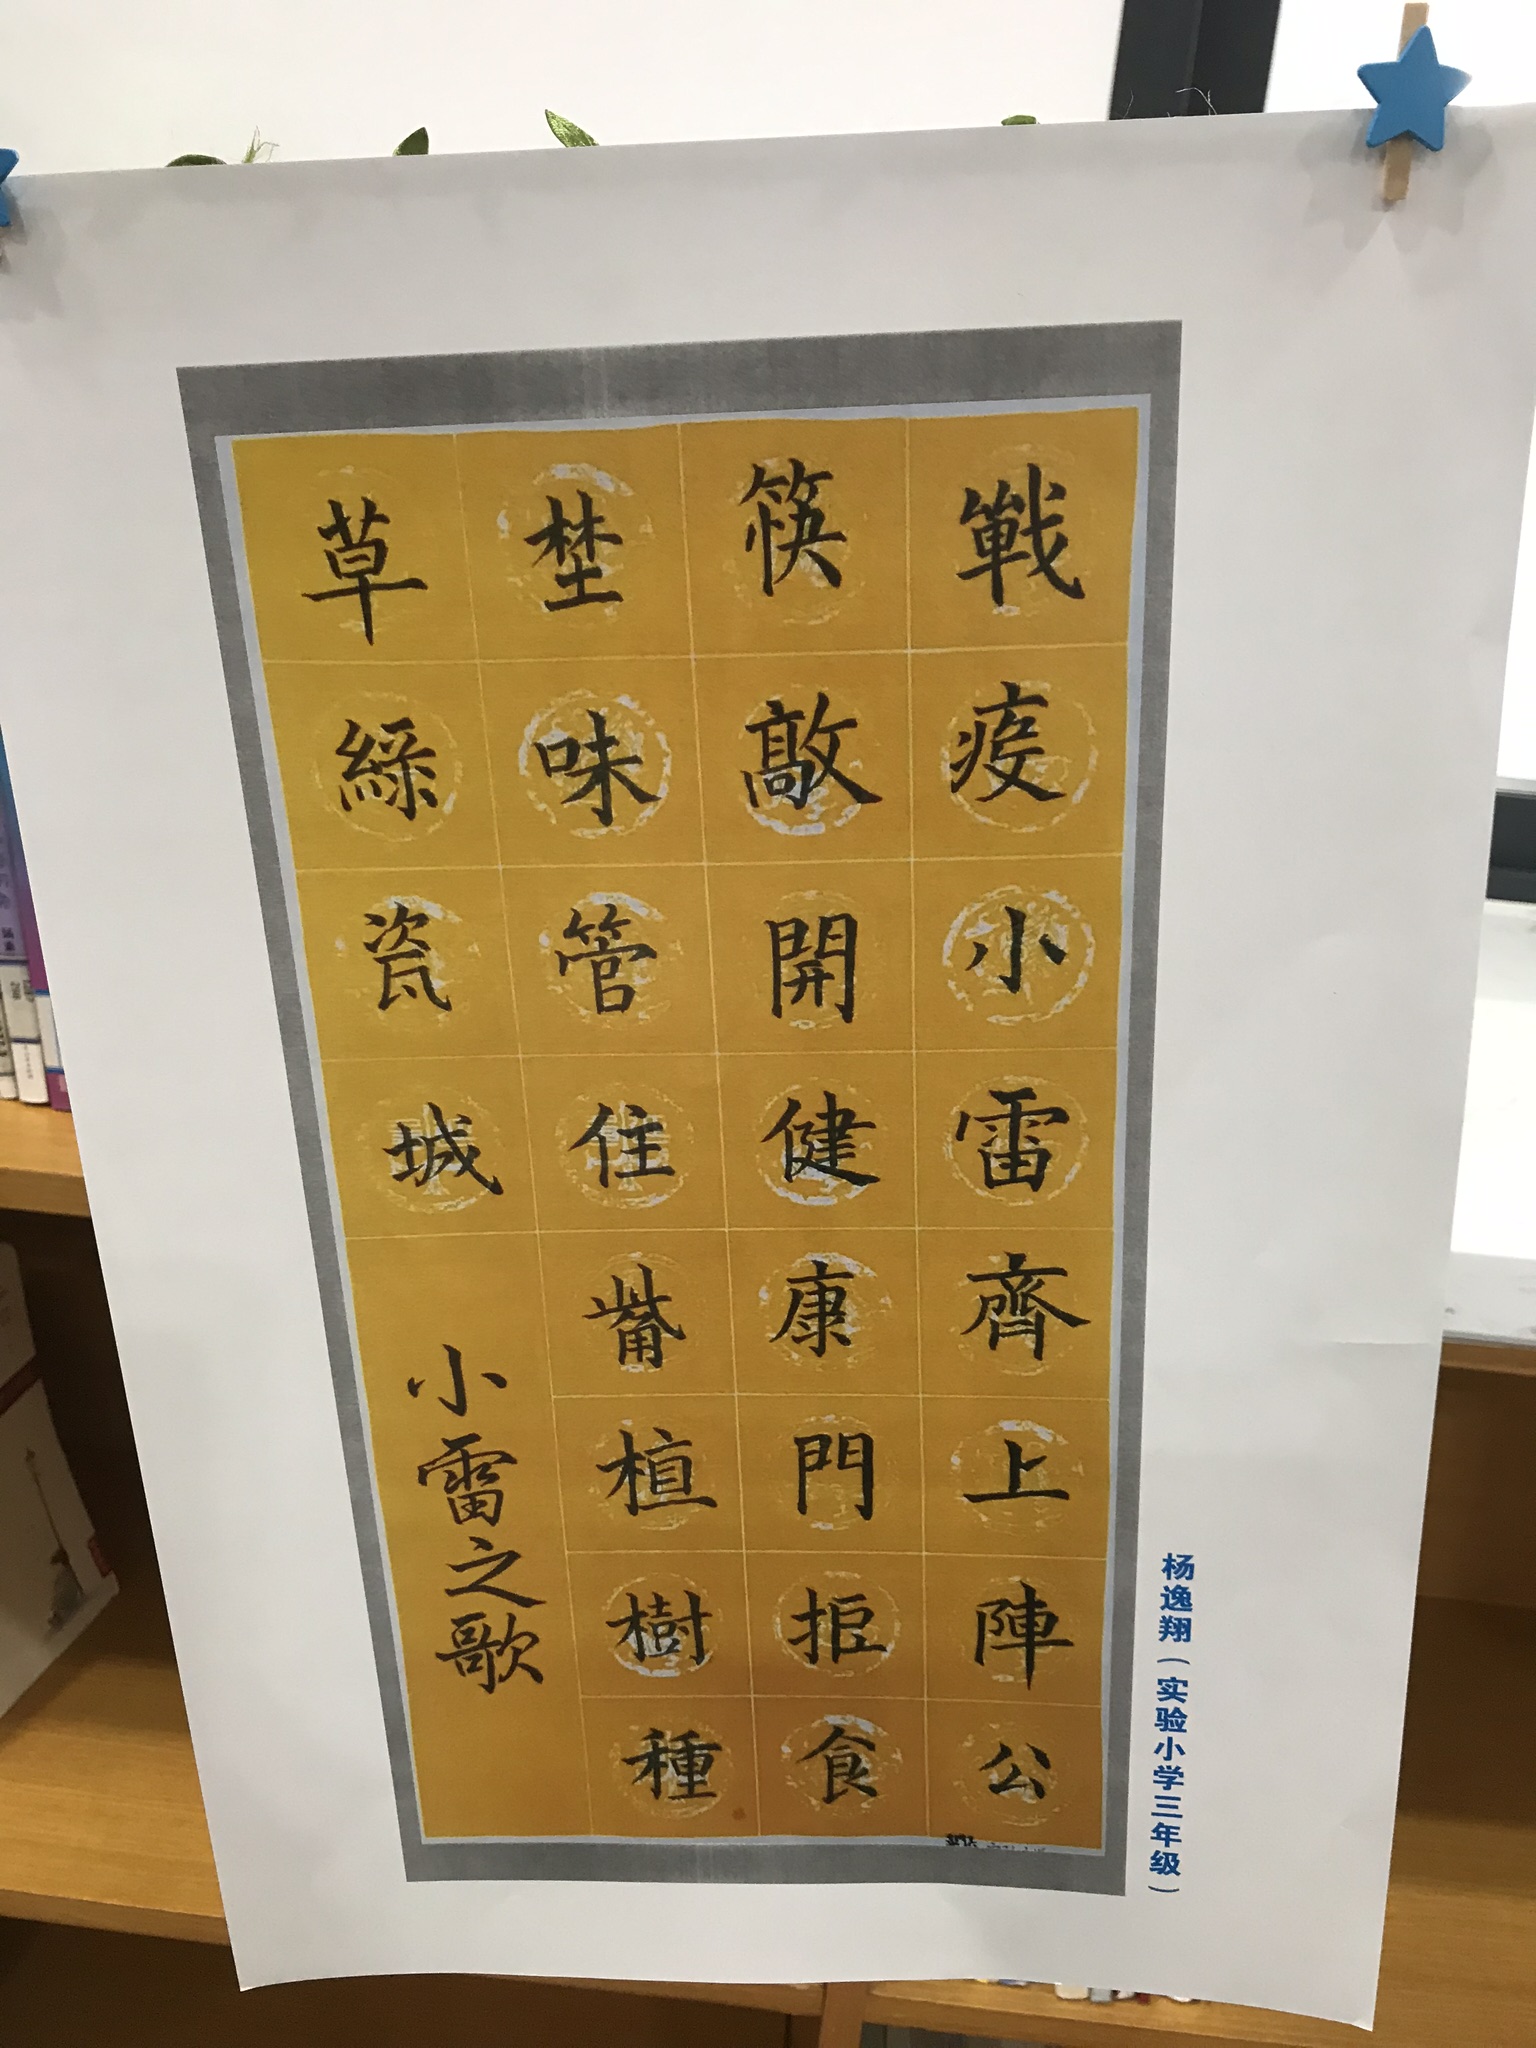 戰疫小雷齊上陣公
筷敲開健康門拒食
埜味管住觜植樹種
草綠瓷城
小雷之歌
杨逸翔（实验小学三年级）